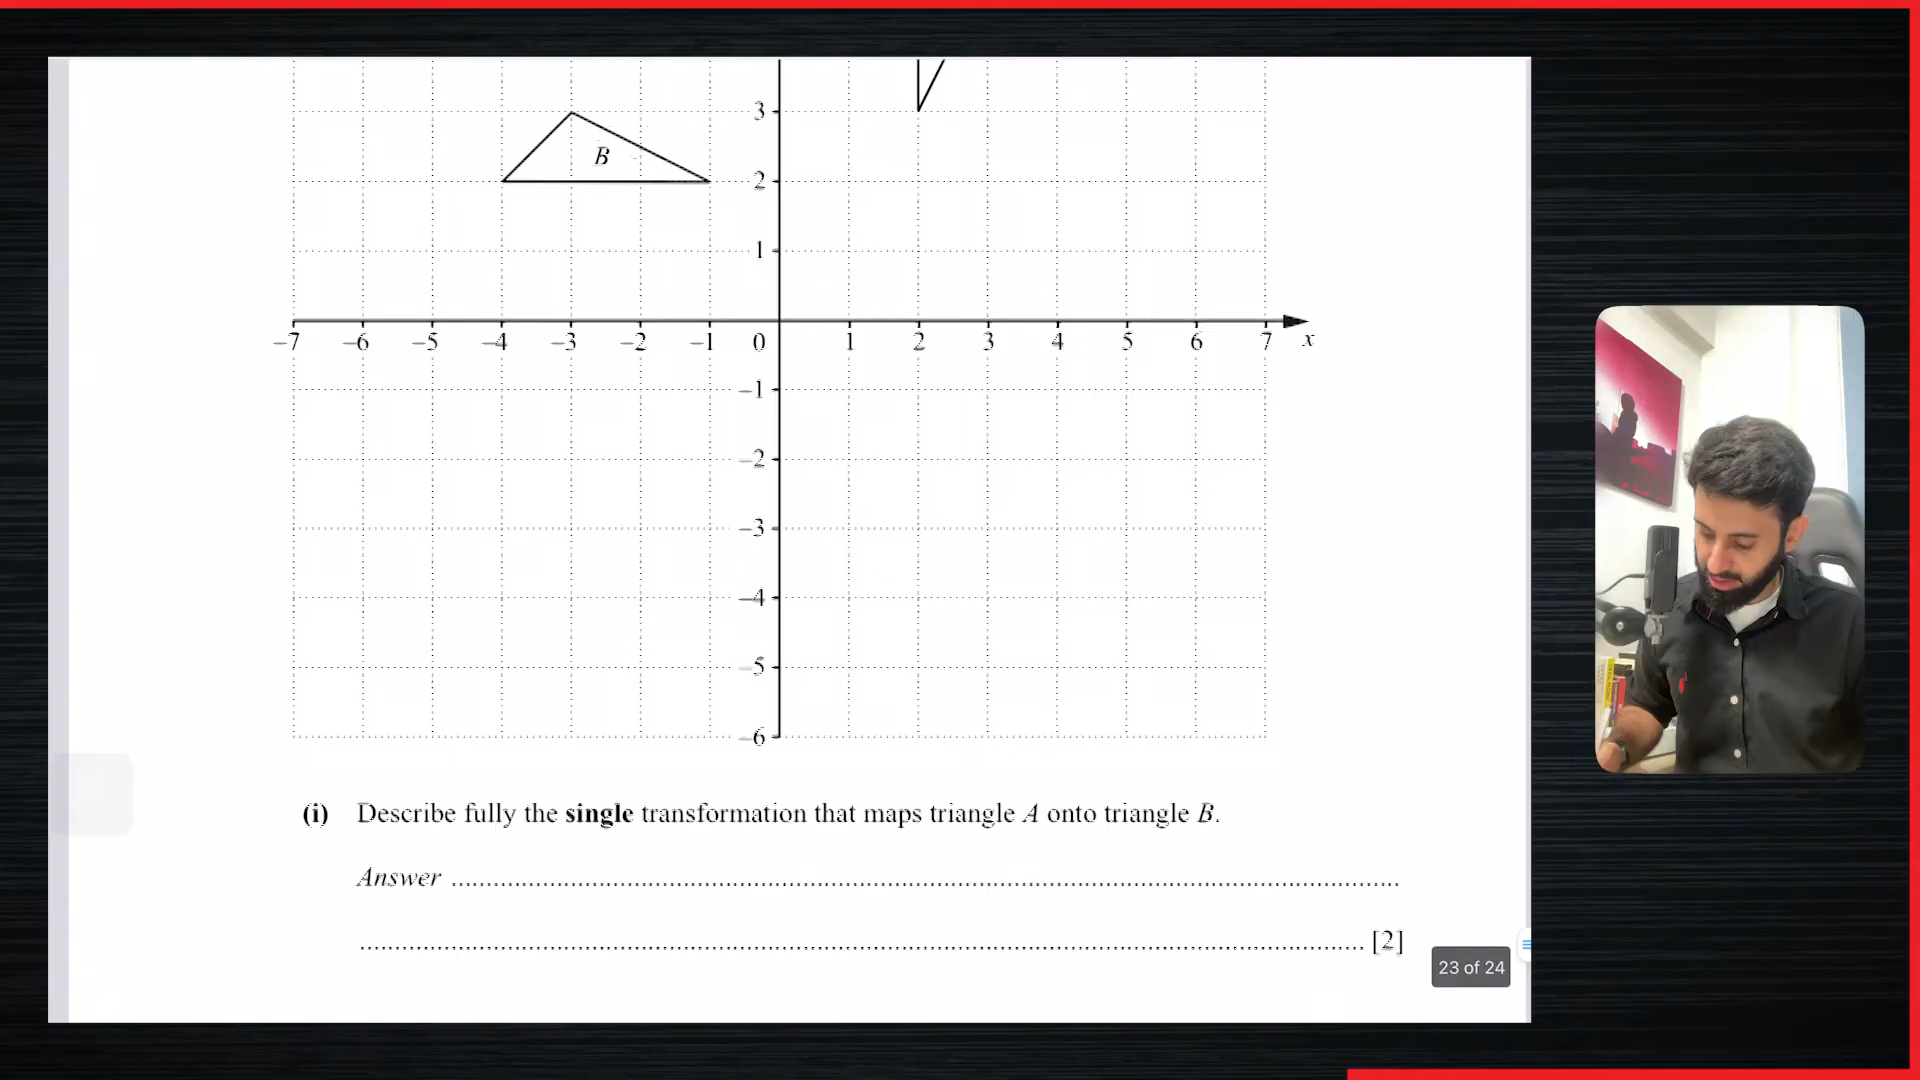 3
B
2
1
–7 –6 –5 –4 –3 –2 –1 0 1 2 3 4 5 6 7 x
–1
–2
–3
–4
–5
–6
(i) Describe fully the single transformation that maps triangle A onto triangle B.
Answer ........................................................................................................................................
................................................................................................................................................ [2]
23 of 24